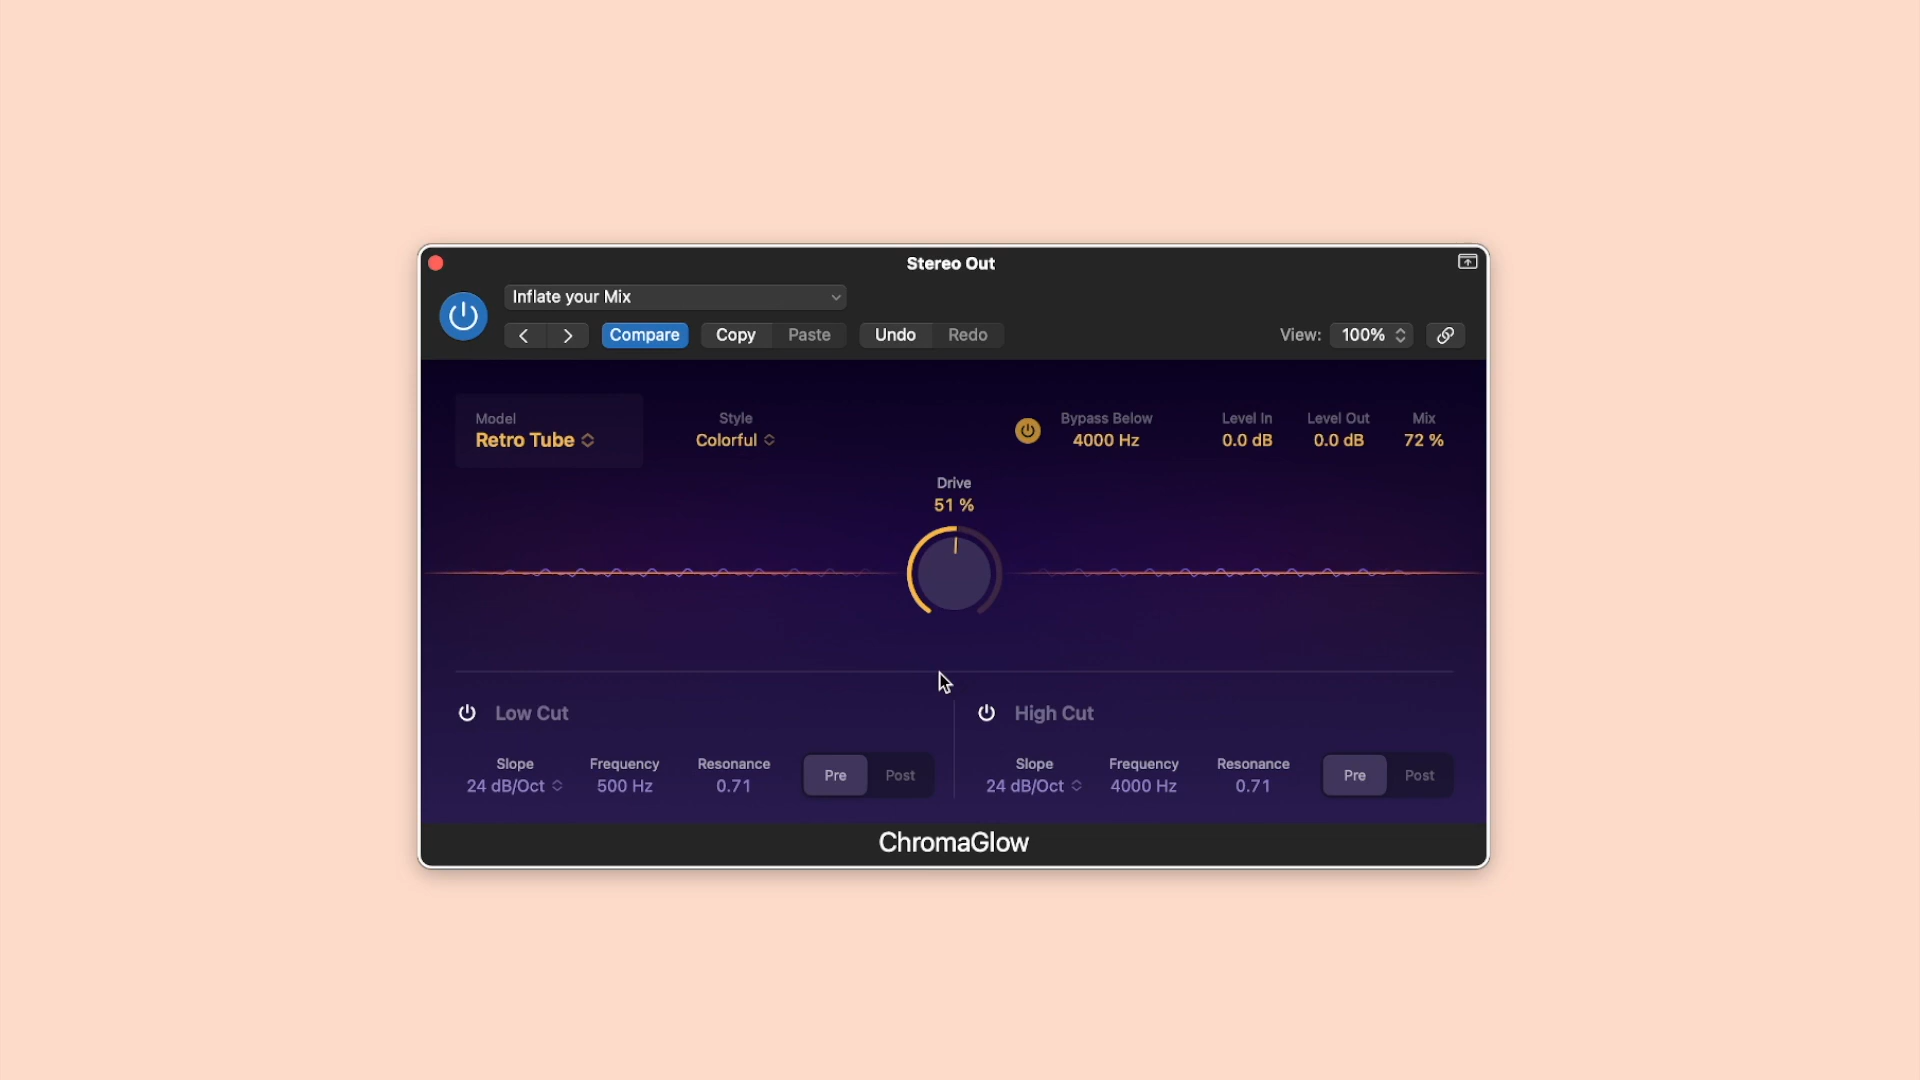 Stereo Out
Inflate your Mix
Compare Copy Paste Undo Redo View: 100%
Model Style Bypass Below Level In Level Out Mix
Retro Tube Colorful 4000 Hz 0.0 dB 0.0 dB 72 %
Drive
51 %
Low Cut High Cut
Slope Frequency Resonance Pre Post Slope Frequency Resonance Pre Post
24 dB/Oct 500 Hz 0.71 24 dB/Oct 4000 Hz 0.71
ChromaGlow